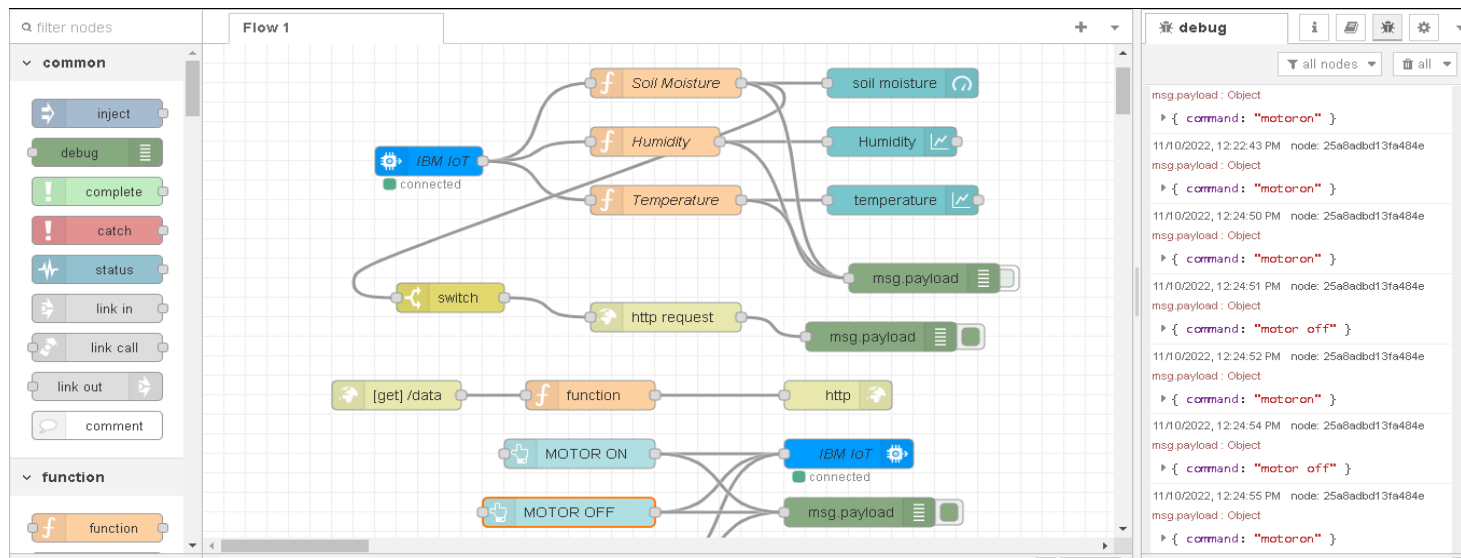 filter nodes
Flow 1
debug
i
common
all nodes
all
inject
debug
complete
catch
status
link in
link call
link out
comment
function
function
f
Soil Moisture
soil moisture
IBM IoT
connected
f
Humidity
Humidity
f
Temperature
temperature
msg.payload
switch
http request
msg.payload
[get] /data
f
function
http
MOTOR ON
IBM IoT
connected
MOTOR OFF
msg.payload
msg.payload : Object
{ command: "motoron" }
11/10/2022, 12:22:43 PM node: 25a8adbd13fa484e
msg.payload : Object
{ command: "motoron" }
11/10/2022, 12:24:50 PM node: 25a8adbd13fa484e
msg.payload : Object
{ command: "motoron" }
11/10/2022, 12:24:51 PM node: 25a8adbd13fa484e
msg.payload : Object
{ command: "motor off" }
11/10/2022, 12:24:52 PM node: 25a8adbd13fa484e
msg.payload : Object
{ command: "motoron" }
11/10/2022, 12:24:54 PM node: 25a8adbd13fa484e
msg.payload : Object
{ command: "motor off" }
11/10/2022, 12:24:55 PM node: 25a8adbd13fa484e
msg.payload : Object
{ command: "motoron" }